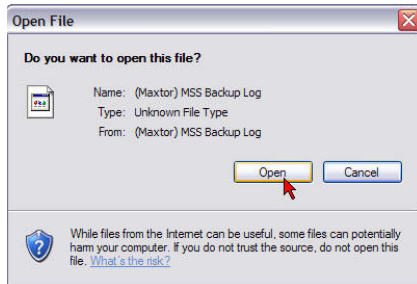 Open File
Do you want to open this file?
Name: (Maxtor) MSS Backup Log
Type: Unknown File Type
From: (Maxtor) MSS Backup Log
Open Cancel
While files from the Internet can be useful, some files can potentially
harm your computer. If you do not trust the source, do not open this
file. What's the risk?